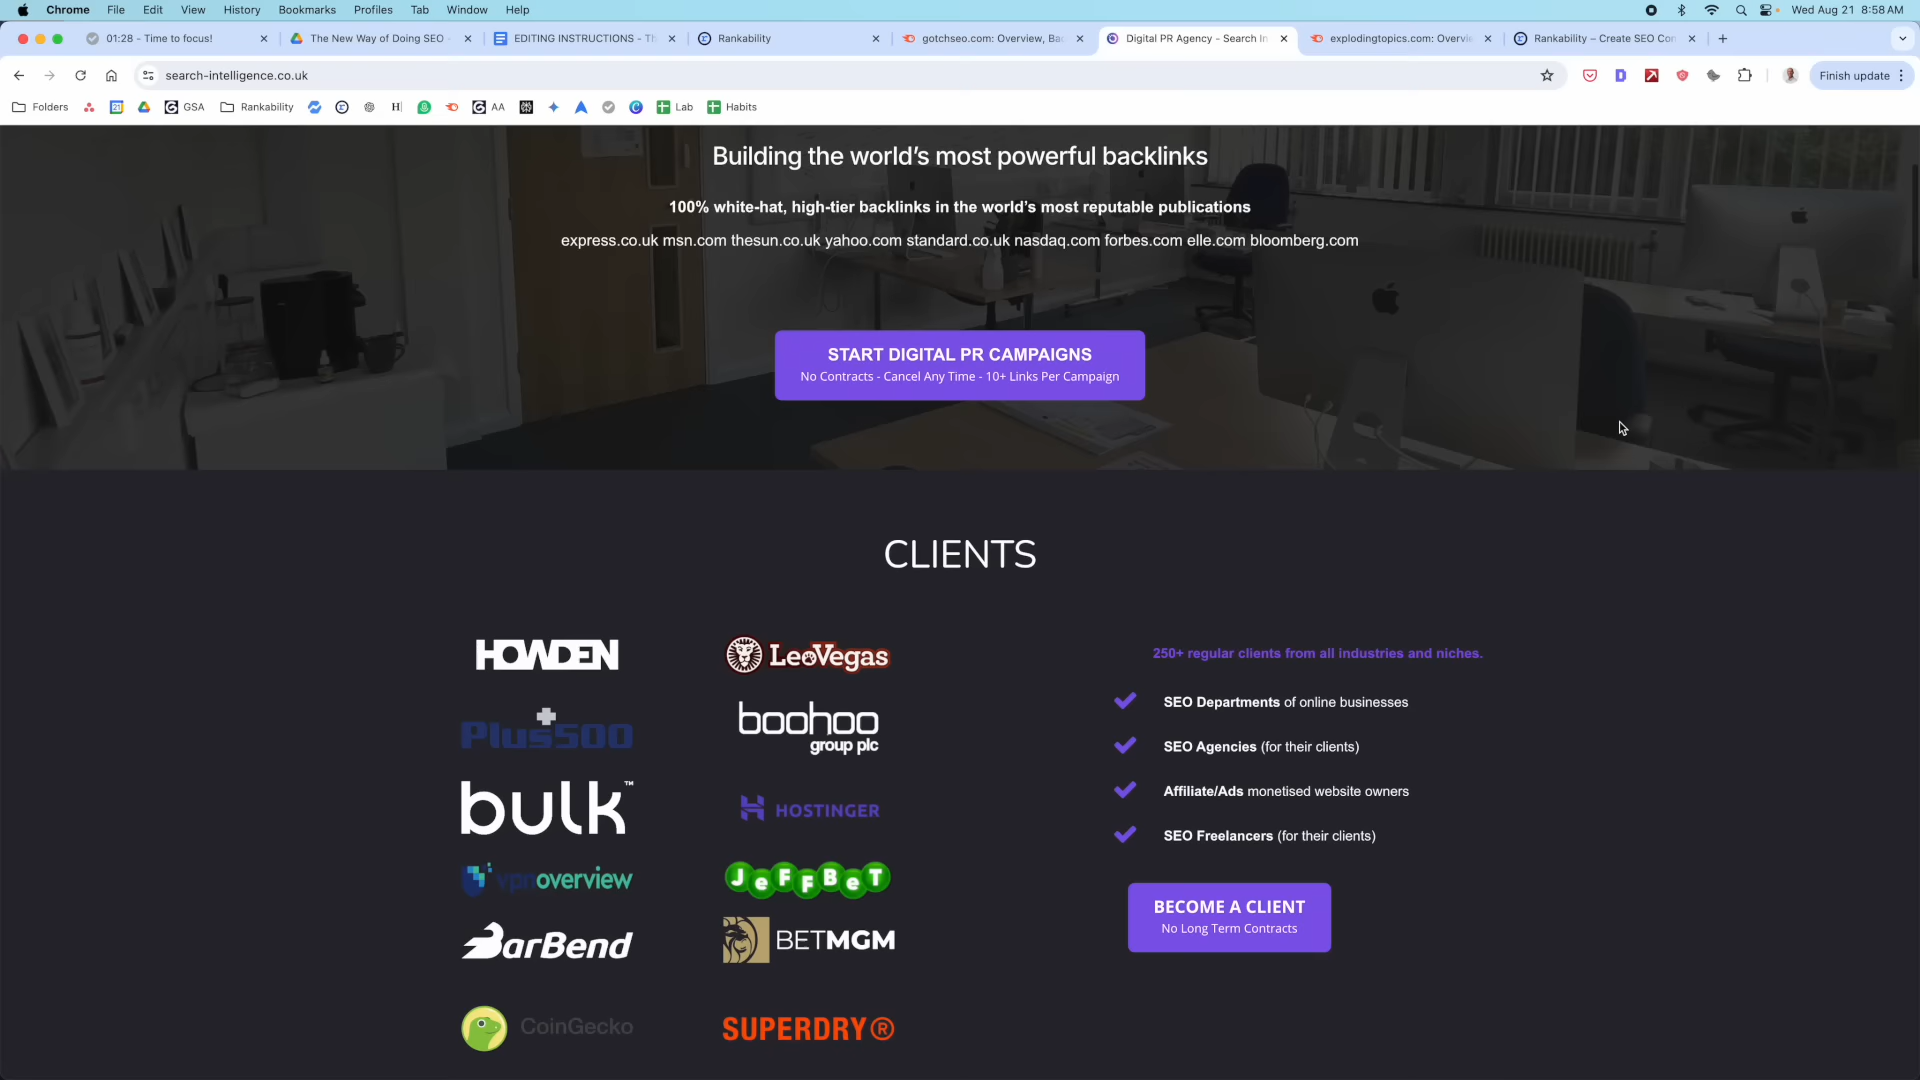 Chrome File Edit View History Bookmarks Profiles Tab Window Help
Wed Aug 21 8:58 AM
01:28 - Time to focus!
The New Way of Doing SEO -
EDITING INSTRUCTIONS - Th
Rankability
gotchseo.com: Overview, Bac
Digital PR Agency - Search In
explodingtopics.com: Overvie
Rankability – Create SEO Con
search-intelligence.co.uk
Finish update
Folders
GSA
Rankability
AA
Lab
Habits
Building the world's most powerful backlinks
100% white-hat, high-tier backlinks in the world's most reputable publications
express.co.uk msn.com thesun.co.uk yahoo.com standard.co.uk nasdaq.com forbes.com elle.com bloomberg.com
START DIGITAL PR CAMPAIGNS
No Contracts - Cancel Any Time - 10+ Links Per Campaign
CLIENTS
HOWDEN
LeoVegas
Plus500
boohoo
group plc
bulk™
HOSTINGER
vpnoverview
JeffBet
BarBend
BETMGM
CoinGecko
SUPERDRY®
250+ regular clients from all industries and niches.
SEO Departments of online businesses
SEO Agencies (for their clients)
Affiliate/Ads monetised website owners
SEO Freelancers (for their clients)
BECOME A CLIENT
No Long Term Contracts